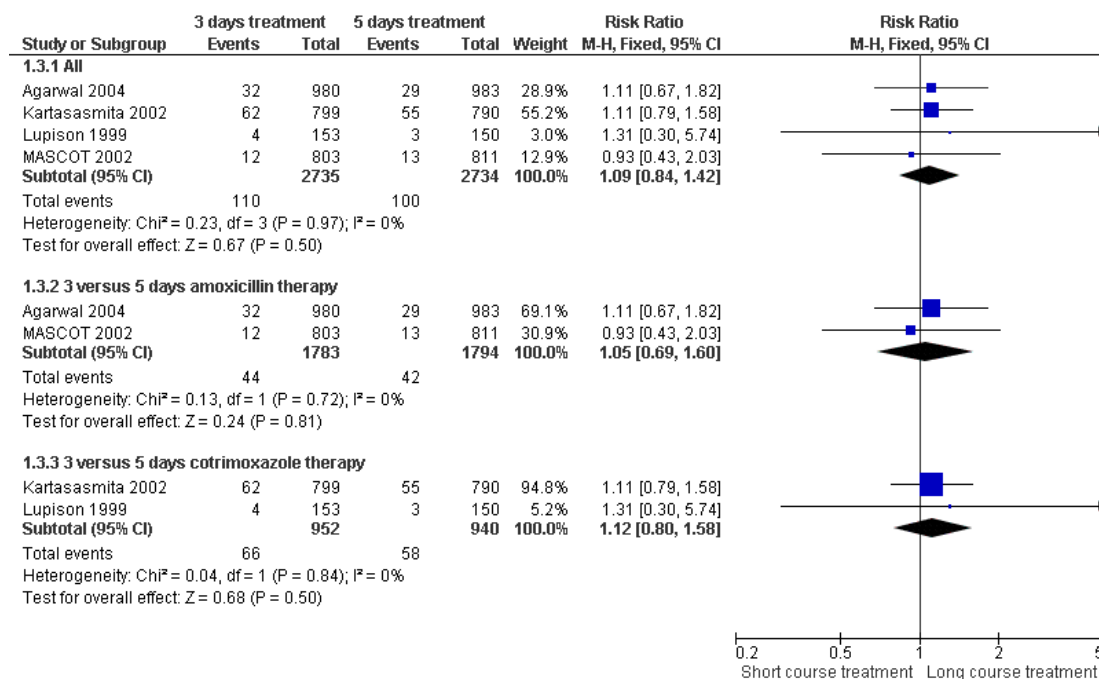 3 days treatment 5 days treatment Risk Ratio Risk Ratio
Study or Subgroup Events Total Events Total Weight M-H, Fixed, 95% CI M-H, Fixed, 95% CI
1.3.1 All
Agarwal 2004 32 980 29 983 28.9% 1.11 [0.67, 1.82]
Kartasasmita 2002 62 799 55 790 55.2% 1.11 [0.79, 1.58]
Lupison 1999 4 153 3 150 3.0% 1.31 [0.30, 5.74]
MASCOT 2002 12 803 13 811 12.9% 0.93 [0.43, 2.03]
Subtotal (95% CI) 2735 2734 100.0% 1.09 [0.84, 1.42]
Total events 110 100
Heterogeneity: Chi² = 0.23, df = 3 (P = 0.97); I² = 0%
Test for overall effect: Z = 0.67 (P = 0.50)
1.3.2 3 versus 5 days amoxicillin therapy
Agarwal 2004 32 980 29 983 69.1% 1.11 [0.67, 1.82]
MASCOT 2002 12 803 13 811 30.9% 0.93 [0.43, 2.03]
Subtotal (95% CI) 1783 1794 100.0% 1.05 [0.69, 1.60]
Total events 44 42
Heterogeneity: Chi² = 0.13, df = 1 (P = 0.72); I² = 0%
Test for overall effect: Z = 0.24 (P = 0.81)
1.3.3 3 versus 5 days cotrimoxazole therapy
Kartasasmita 2002 62 799 55 790 94.8% 1.11 [0.79, 1.58]
Lupison 1999 4 153 3 150 5.2% 1.31 [0.30, 5.74]
Subtotal (95% CI) 952 940 100.0% 1.12 [0.80, 1.58]
Total events 66 58
Heterogeneity: Chi² = 0.04, df = 1 (P = 0.84); I² = 0%
Test for overall effect: Z = 0.68 (P = 0.50)
0.2 0.5 1 2 5
Short course treatment Long course treatment